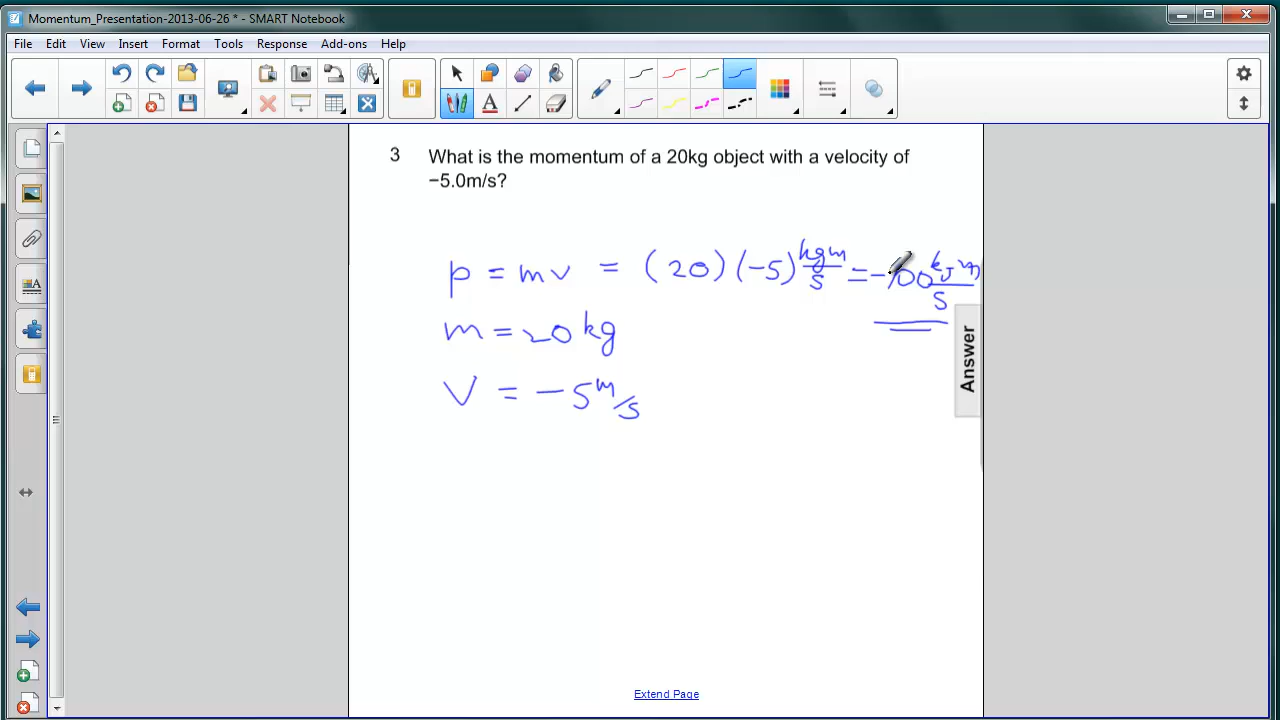 Momentum_Presentation-2013-06-26 * - SMART Notebook
File Edit View Insert Format Tools Response Add-ons Help
3 What is the momentum of a 20kg object with a velocity of
−5.0m/s?
p = mv = (20)(-5) kgm/s = -100 kgm/s
m = 20 kg
v = -5 m/s
Answer
Extend Page